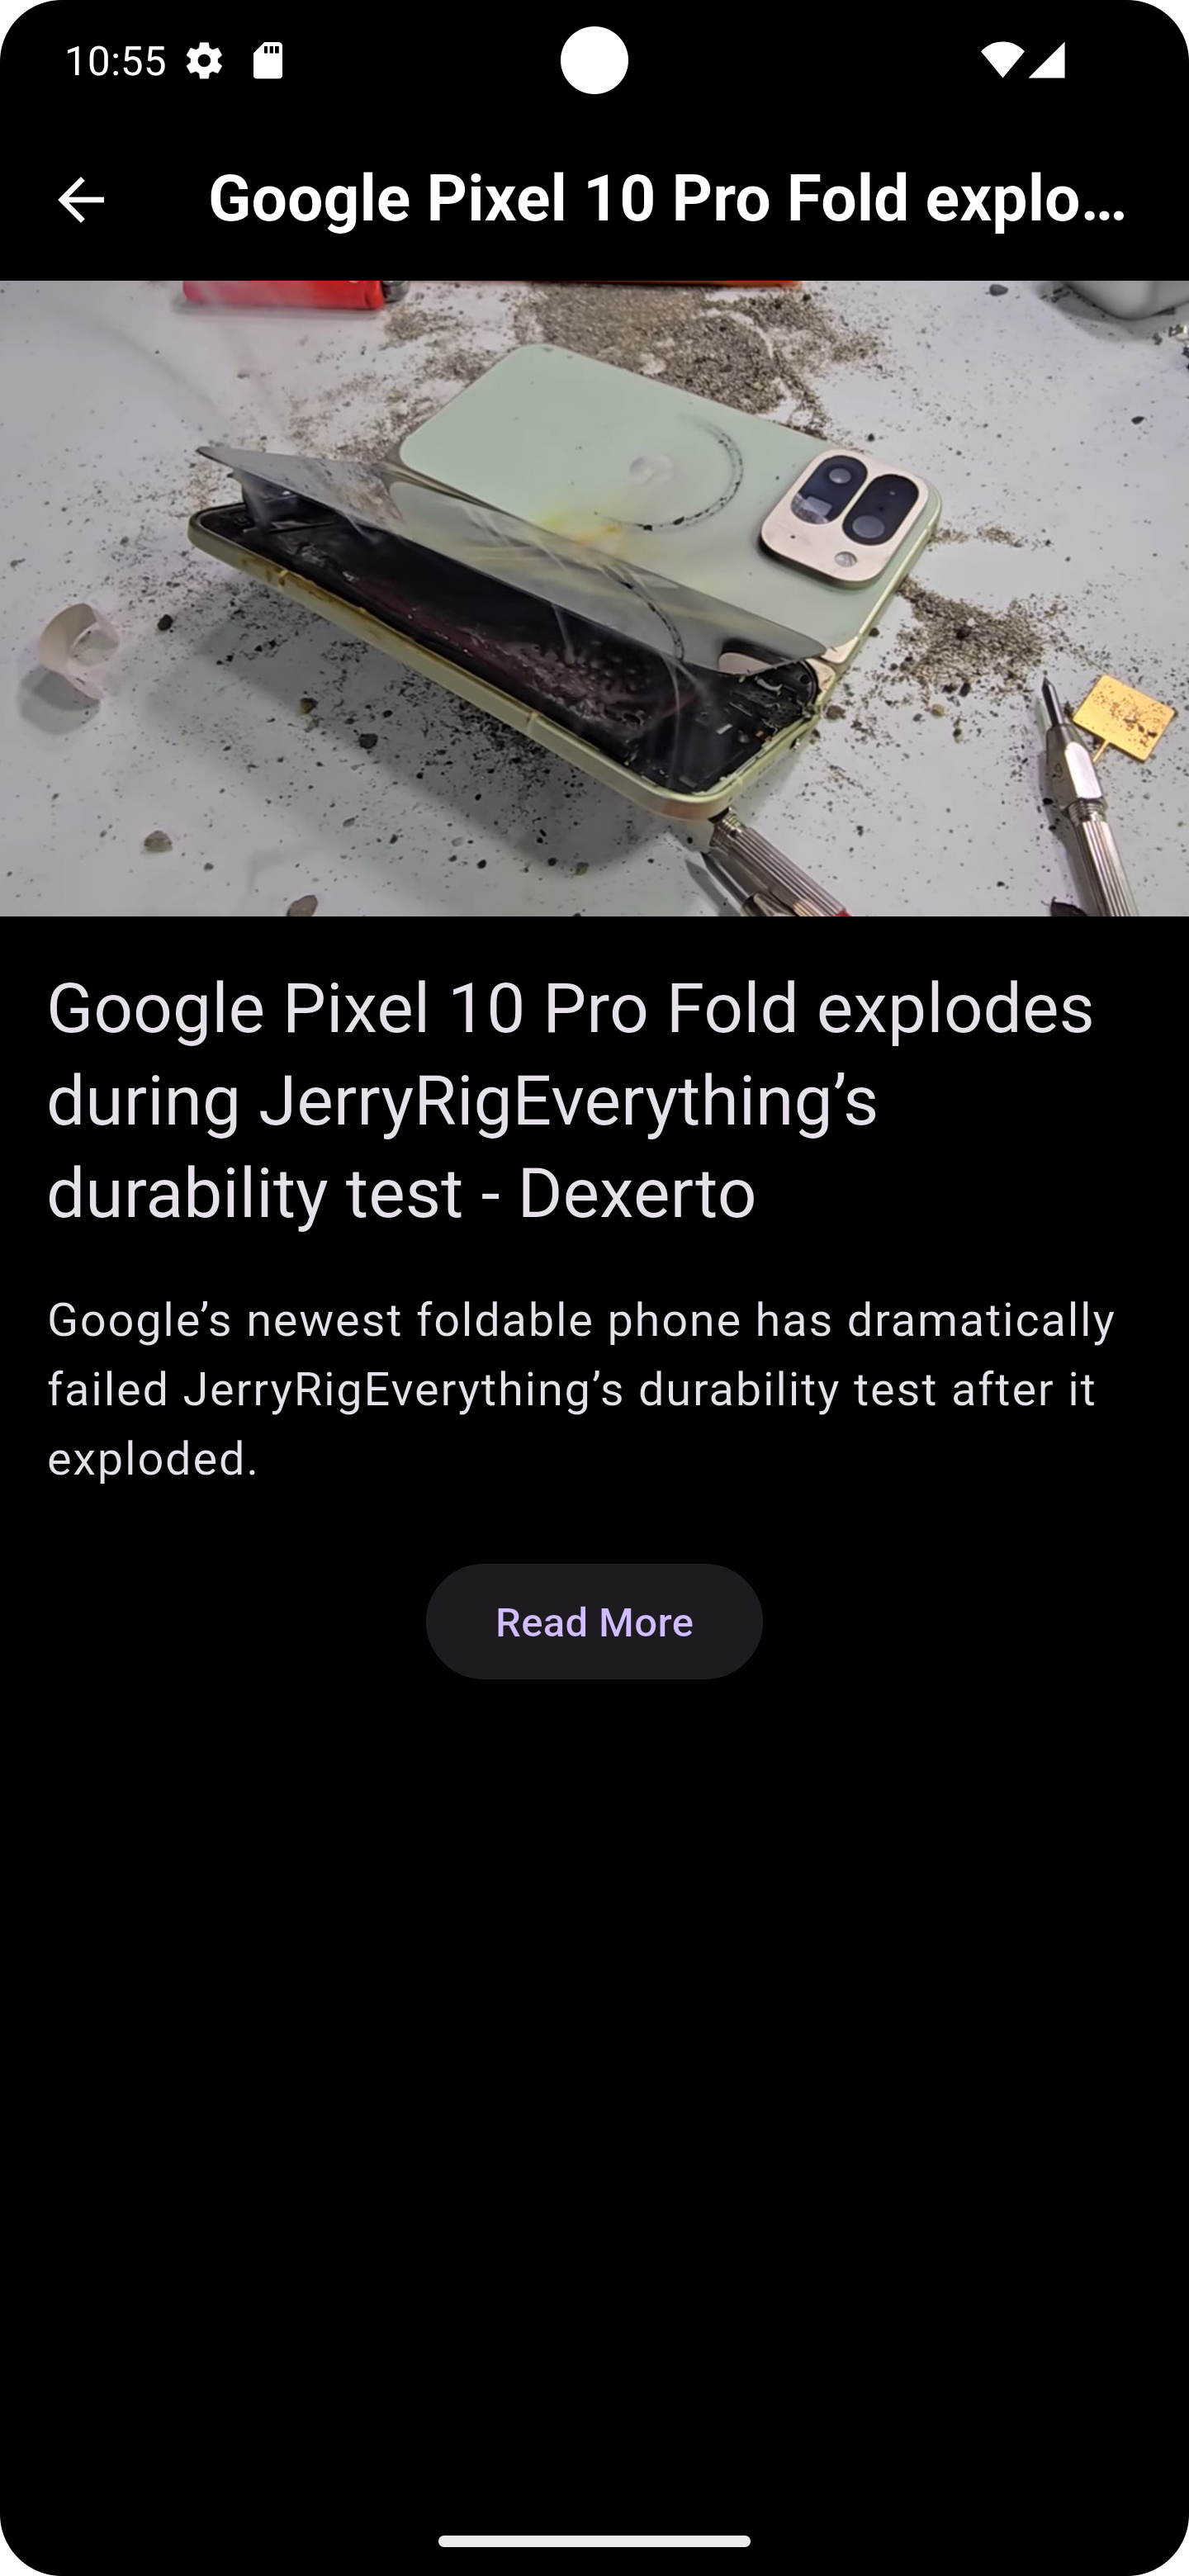 10:55
Google Pixel 10 Pro Fold explo...
Google Pixel 10 Pro Fold explodes
during JerryRigEverything’s
durability test - Dexerto
Google’s newest foldable phone has dramatically
failed JerryRigEverything’s durability test after it
exploded.
Read More